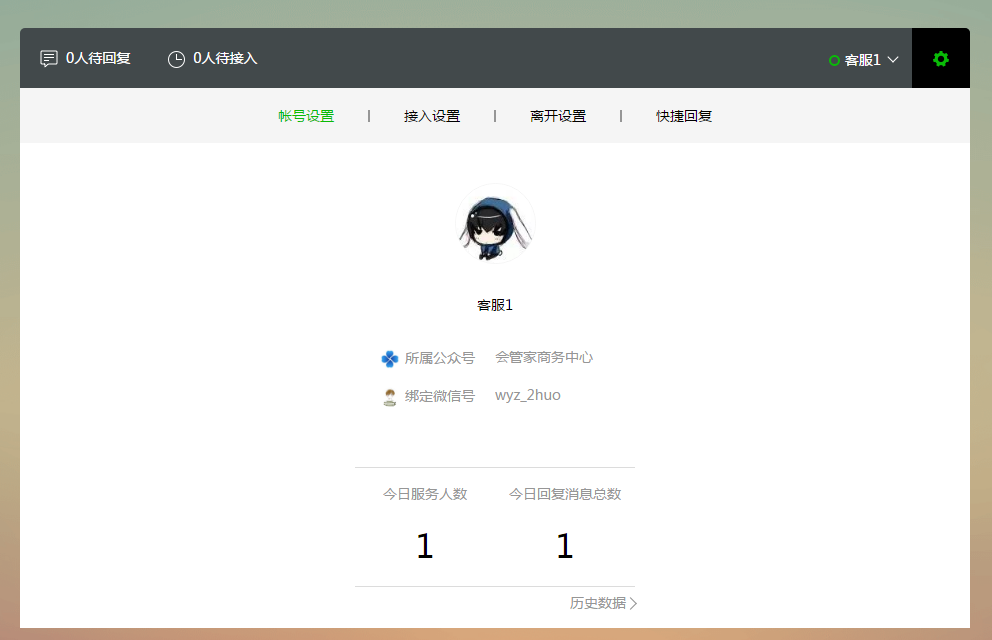 0人待回复 0人待接入 客服1
帐号设置 | 接入设置 | 离开设置 | 快捷回复
客服1
所属公众号 会管家商务中心
绑定微信号 wyz_2huo
今日服务人数 今日回复消息总数
1 1
历史数据